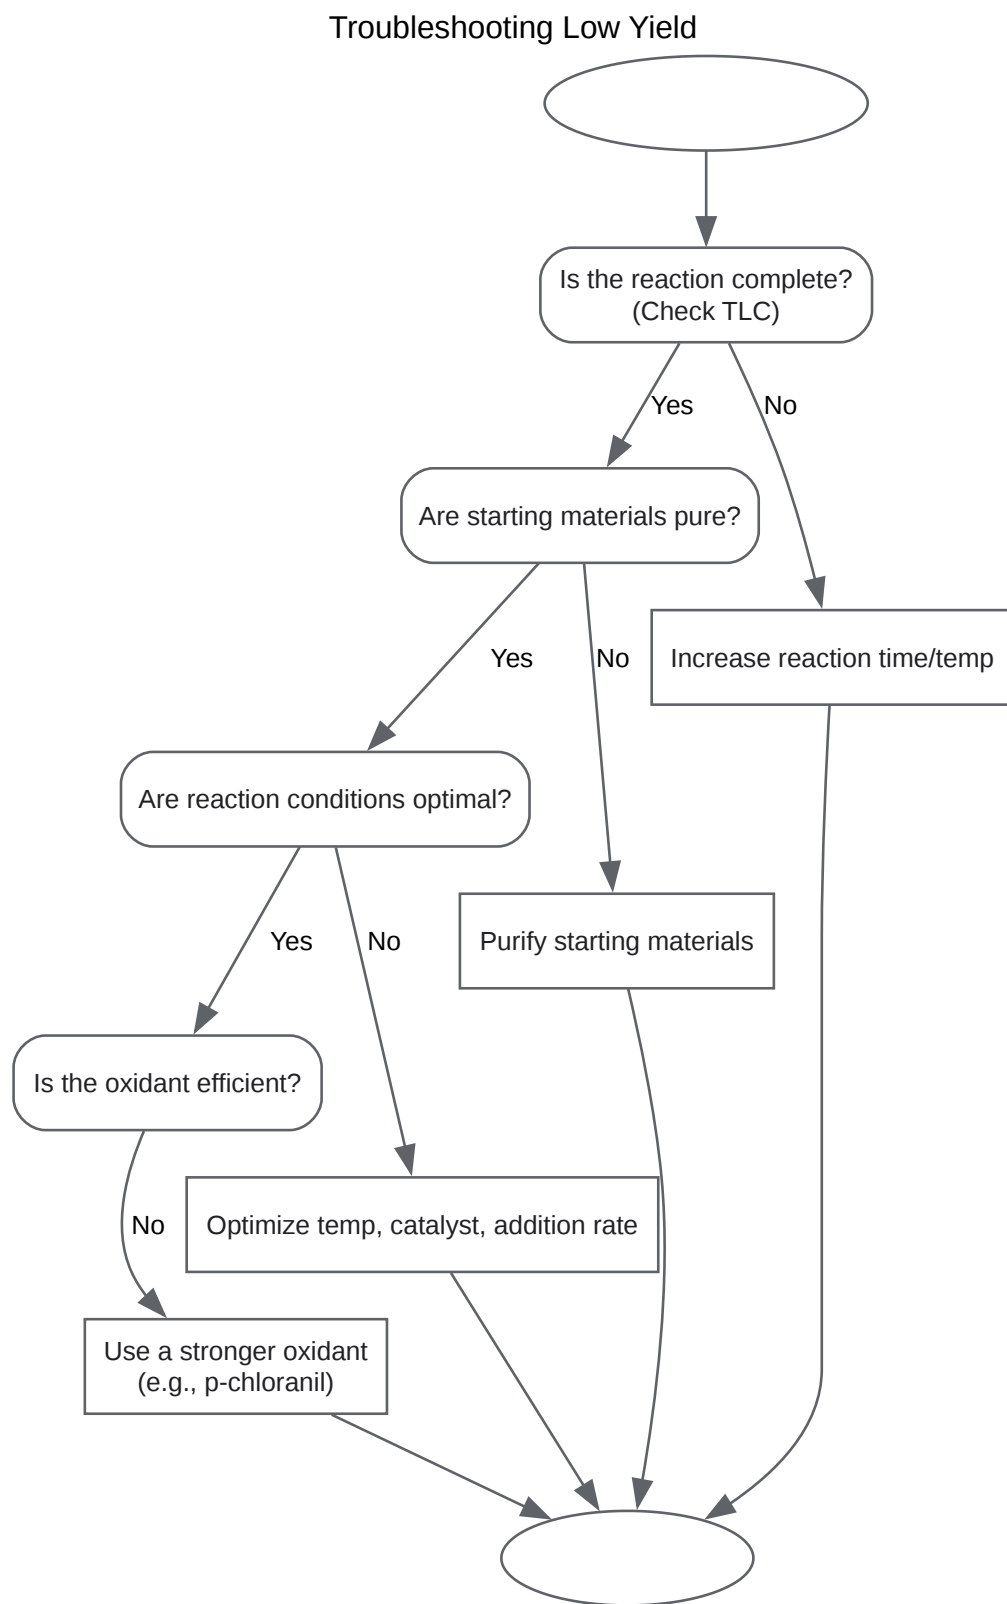 Troubleshooting Low Yield
Is the reaction complete?
(Check TLC)
Yes
No
Are starting materials pure?
Yes
No
Increase reaction time/temp
Are reaction conditions optimal?
Yes
No
Purify starting materials
Is the oxidant efficient?
No
Optimize temp, catalyst, addition rate
Use a stronger oxidant
(e.g., p-chloranil)